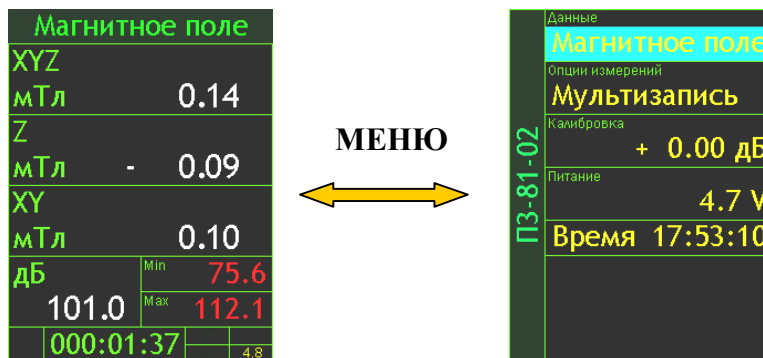 Магнитное поле
XYZ
мТл 0.14
Z
мТл - 0.09
XY
мТл 0.10
дБ Min 75.6
101.0 Max 112.1
000:01:37 4.8
МЕНЮ
ПЗ-81-02
Данные
Магнитное поле
Опции измерений
Мультизапись
Калибровка
+ 0.00 дБ
Питание
4.7 V
Время 17:53:10